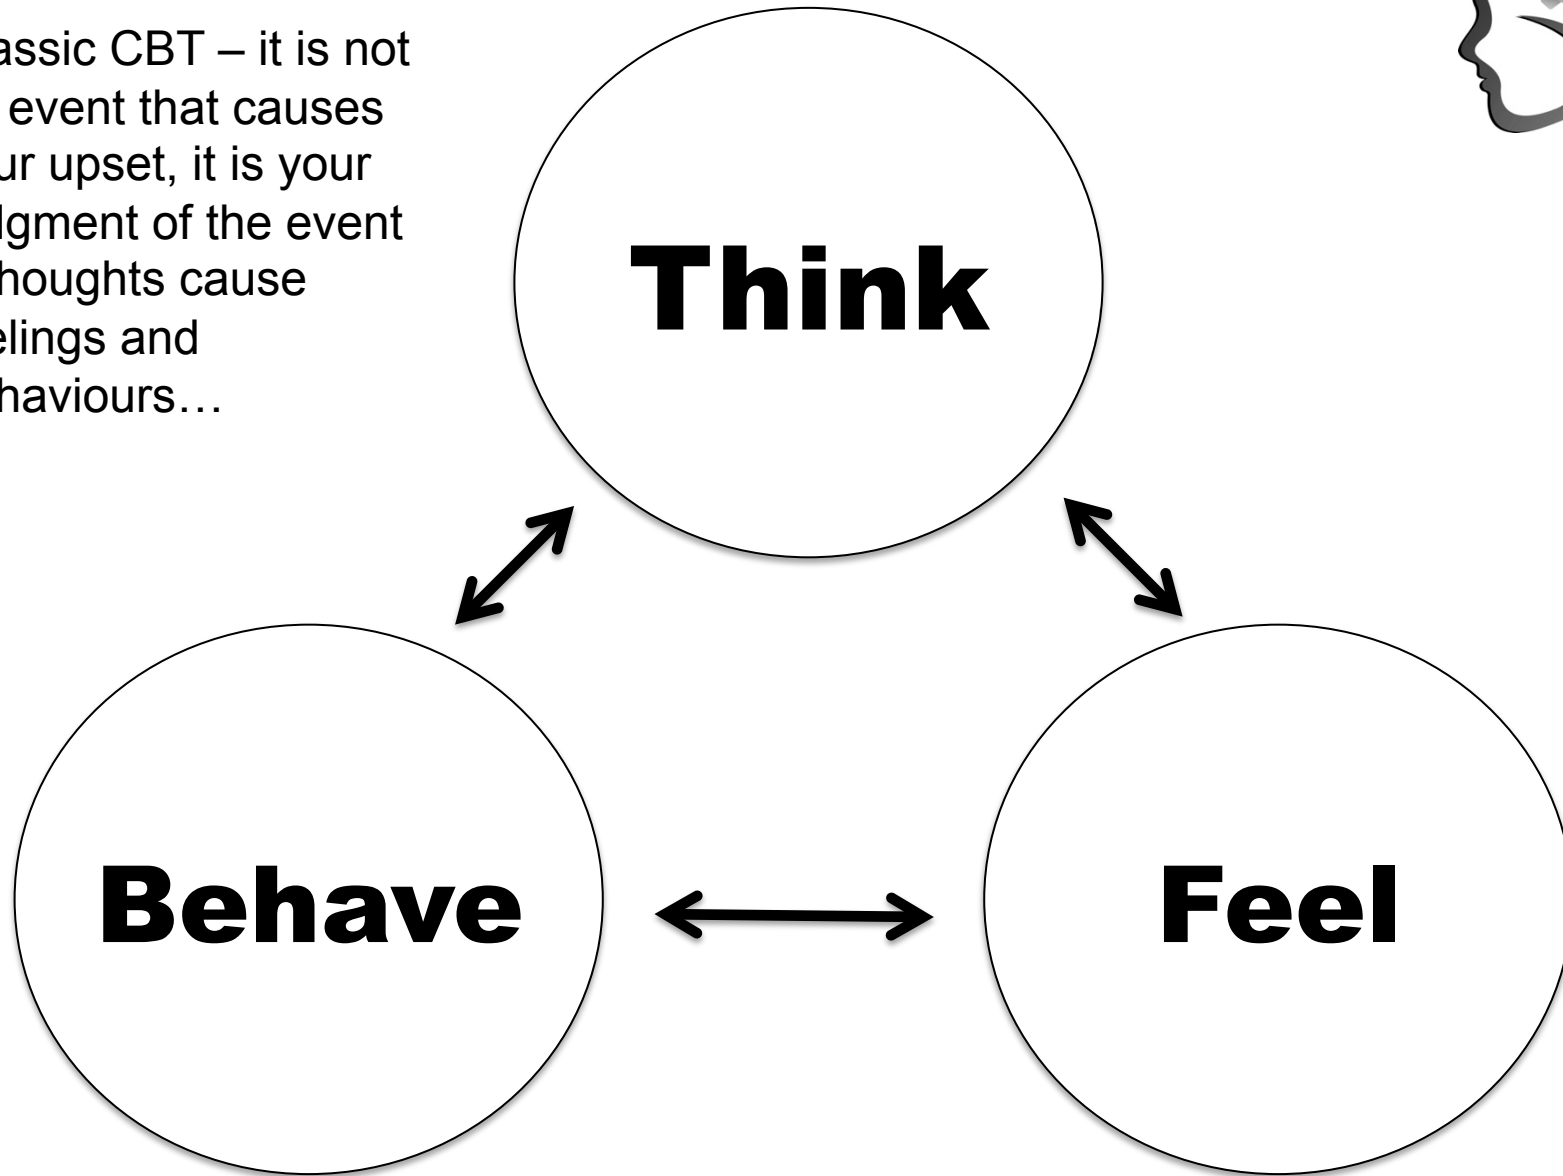 assic CBT – it is not
event that causes
ur upset, it is your
lgment of the event
houghts cause
elings and
haviours…
Think
Behave
Feel